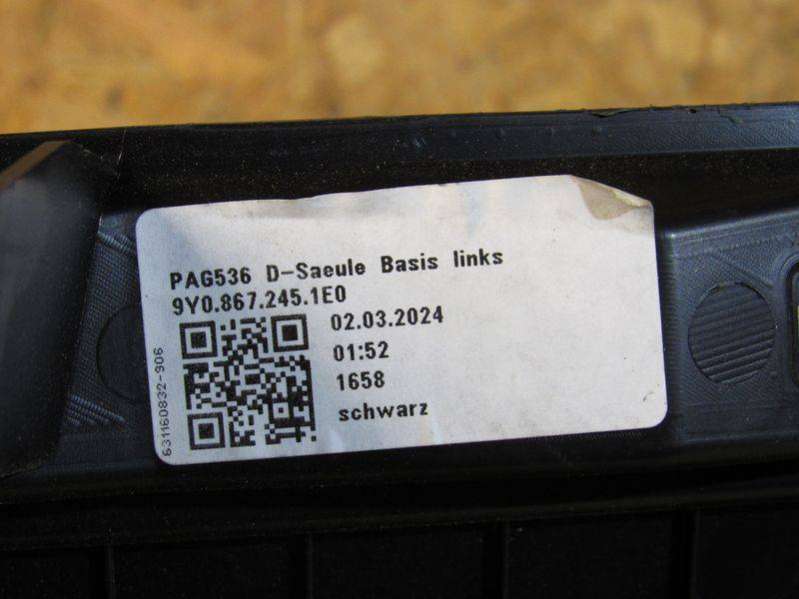 PAG536 D-Saeule Basis links
9Y0.867.245.1E0
02.03.2024
01:52
1658
schwarz
631160832-906